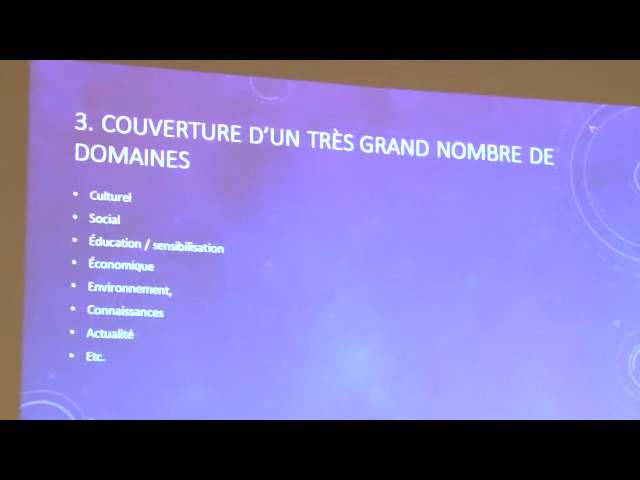 3. COUVERTURE D'UN TRÈS GRAND NOMBRE DE
DOMAINES
• Culturel
• Social
• Éducation / sensibilisation
• Économique
• Environnement,
• Connaissances
• Actualité
• Etc.